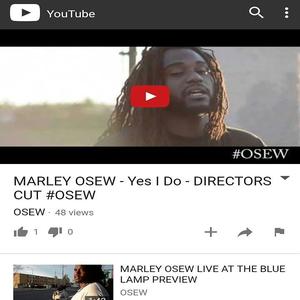 YouTube
#OSEW
MARLEY OSEW - Yes I Do - DIRECTORS
CUT #OSEW
OSEW · 48 views
1 0
MARLEY OSEW LIVE AT THE BLUE
LAMP PREVIEW
OSEW